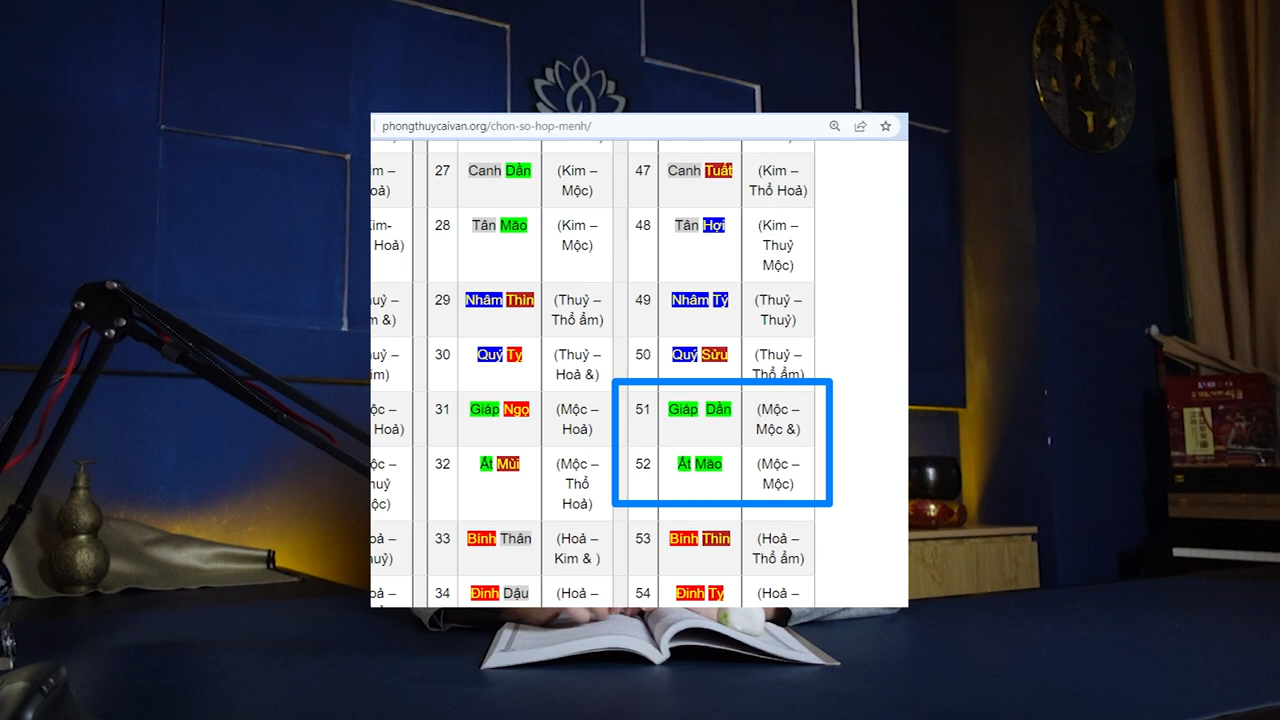 phongthuycaivan.org/chon-so-hop-menh/
27 Canh Dần (Kim – Mộc) 47 Canh Tuất (Kim – Thổ Hoả)
28 Tân Mão (Kim – Mộc) 48 Tân Hợi (Kim – Thuỷ Mộc)
29 Nhâm Thìn (Thuỷ – Thổ ẩm) 49 Nhâm Tý (Thuỷ – Thuỷ)
30 Quý Tỵ (Thuỷ – Hoả &) 50 Quý Sửu (Thuỷ – Thổ ẩm)
31 Giáp Ngọ (Mộc – Hoả) 51 Giáp Dần (Mộc – Mộc &)
32 Ất Mùi (Mộc – Thổ Hoả) 52 Ất Mão (Mộc – Mộc)
33 Bính Thân (Hoả – Kim & ) 53 Bính Thìn (Hoả – Thổ ẩm)
34 Đinh Dậu (Hoả – 54 Đinh Tỵ (Hoả –